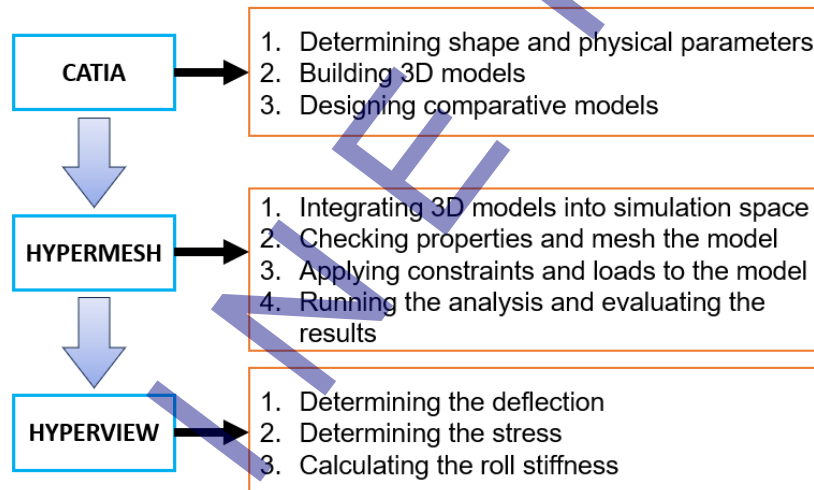 CATIA
1. Determining shape and physical parameters
2. Building 3D models
3. Designing comparative models
HYPERMESH
1. Integrating 3D models into simulation space
2. Checking properties and mesh the model
3. Applying constraints and loads to the model
4. Running the analysis and evaluating the
results
HYPERVIEW
1. Determining the deflection
2. Determining the stress
3. Calculating the roll stiffness